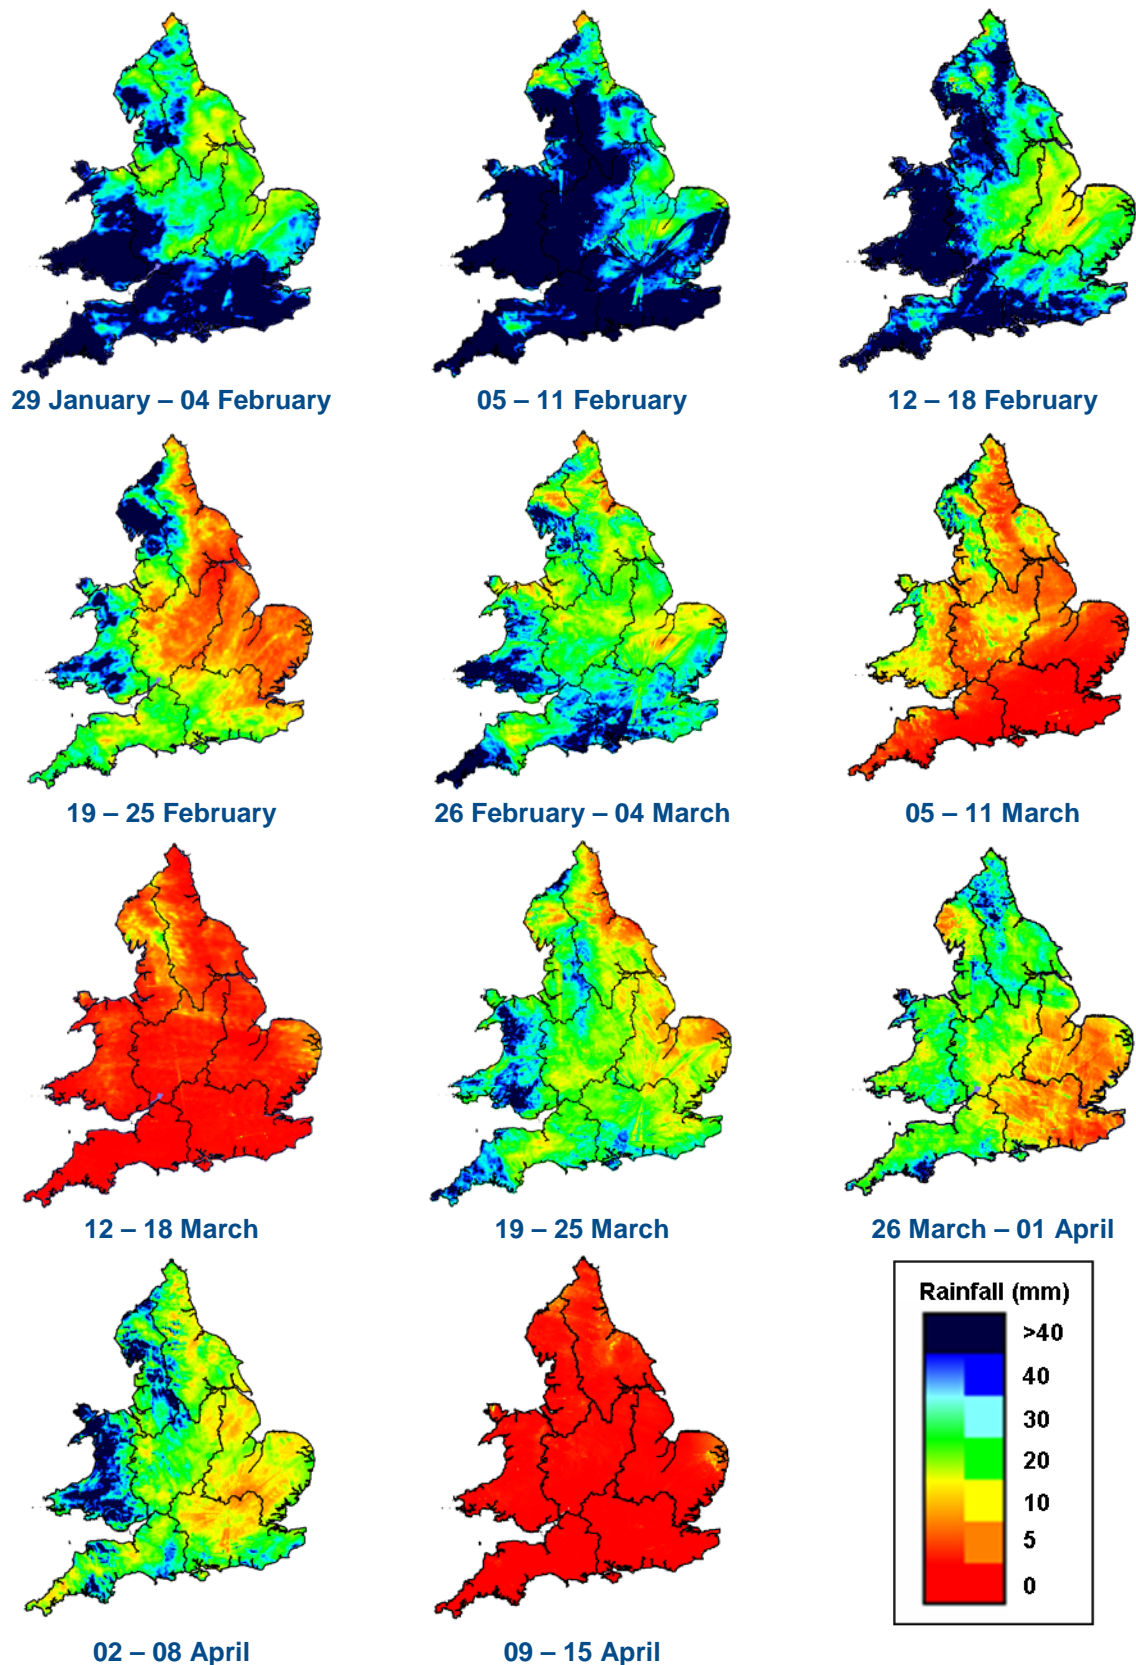 29 January – 04 February
05 – 11 February
12 – 18 February
19 – 25 February
26 February – 04 March
05 – 11 March
12 – 18 March
19 – 25 March
26 March – 01 April
02 – 08 April
09 – 15 April
Rainfall (mm)
>40
40
30
20
10
5
0